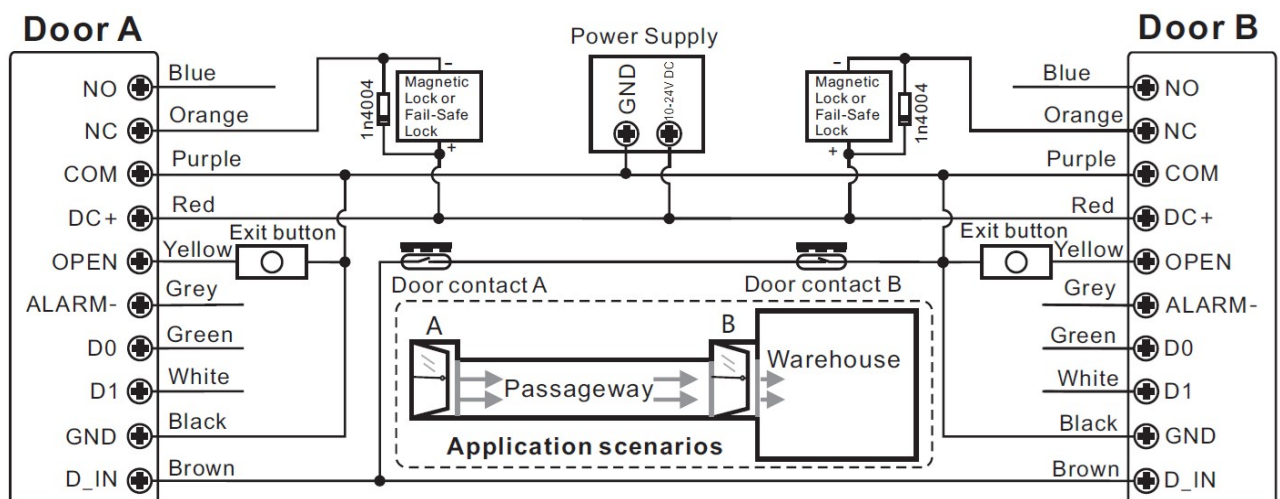 Door A
Door B
Power Supply
GND
10-24V DC
-
Magnetic
Lock or
Fail-Safe
Lock
+
1n4004
-
Magnetic
Lock or
Fail-Safe
Lock
+
1n4004
NO Blue
NC Orange
COM Purple
DC+ Red
OPEN Yellow
Exit button
ALARM- Grey
D0 Green
D1 White
GND Black
D_IN Brown
Blue NO
Orange NC
Purple COM
Red DC+
Exit button
Yellow OPEN
Grey ALARM-
Green D0
White D1
Black GND
Brown D_IN
Door contact A
Door contact B
A
B
Passageway
Warehouse
Application scenarios